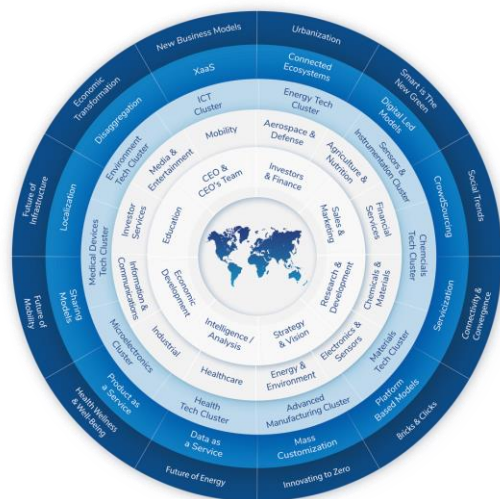 New Business Models
Urbanization
Smart is The
New Green
Social Trends
Connectivity &
Convergence
Bricks & Clicks
Innovating to Zero
Future of Energy
Health Wellness
& Well-Being
Future of
Mobility
Future of
Infrastructure
Economic
Transformation
XaaS
Connected
Ecosystems
Digital Led
Models
CrowdSourcing
Servicization
Platform
Based Models
Mass
Customization
Data as
a Service
Product as
a Service
Sharing
Models
Localization
Disaggregation
ICT
Cluster
Energy Tech
Cluster
Sensors &
Instrumentation Cluster
Chemcials
Tech Cluster
Materials
Tech Cluster
Advanced
Manufacturing Cluster
Health
Tech Cluster
Microelectronics
Cluster
Medical Devices
Tech Cluster
Environment
Tech Cluster
Mobility
Aerospace &
Defense
Agriculture &
Nutrition
Financial
Services
Chemicals &
Materials
Electronics &
Sensors
Energy &
Environment
Healthcare
Industrial
Information &
Communications
Investor
Services
Media &
Entertainment
CEO &
CEO's Team
Investors
& Finance
Sales &
Marketing
Research &
Development
Strategy
& Vision
Intelligence /
Analysis
Economic
Development
Education